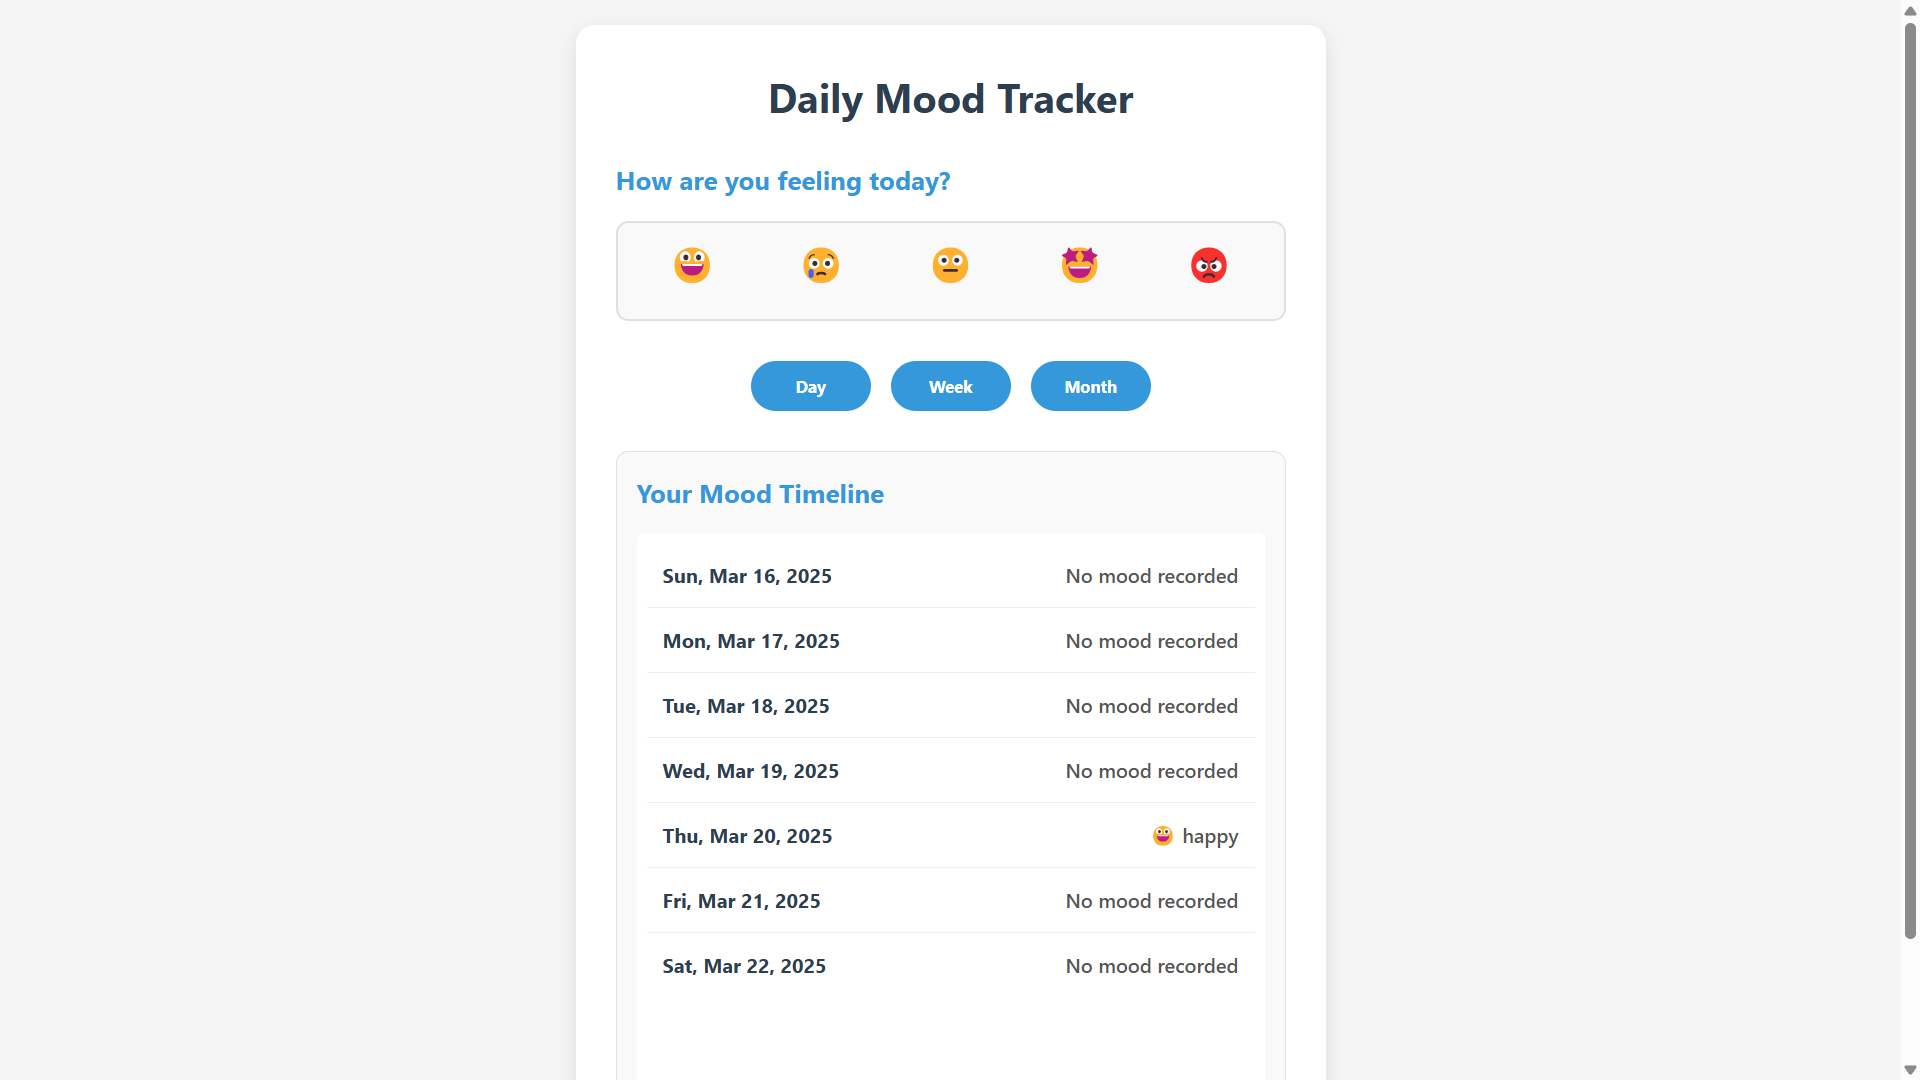 Daily Mood Tracker
How are you feeling today?
Day Week Month
Your Mood Timeline
Sun, Mar 16, 2025 No mood recorded
Mon, Mar 17, 2025 No mood recorded
Tue, Mar 18, 2025 No mood recorded
Wed, Mar 19, 2025 No mood recorded
Thu, Mar 20, 2025 😀 happy
Fri, Mar 21, 2025 No mood recorded
Sat, Mar 22, 2025 No mood recorded